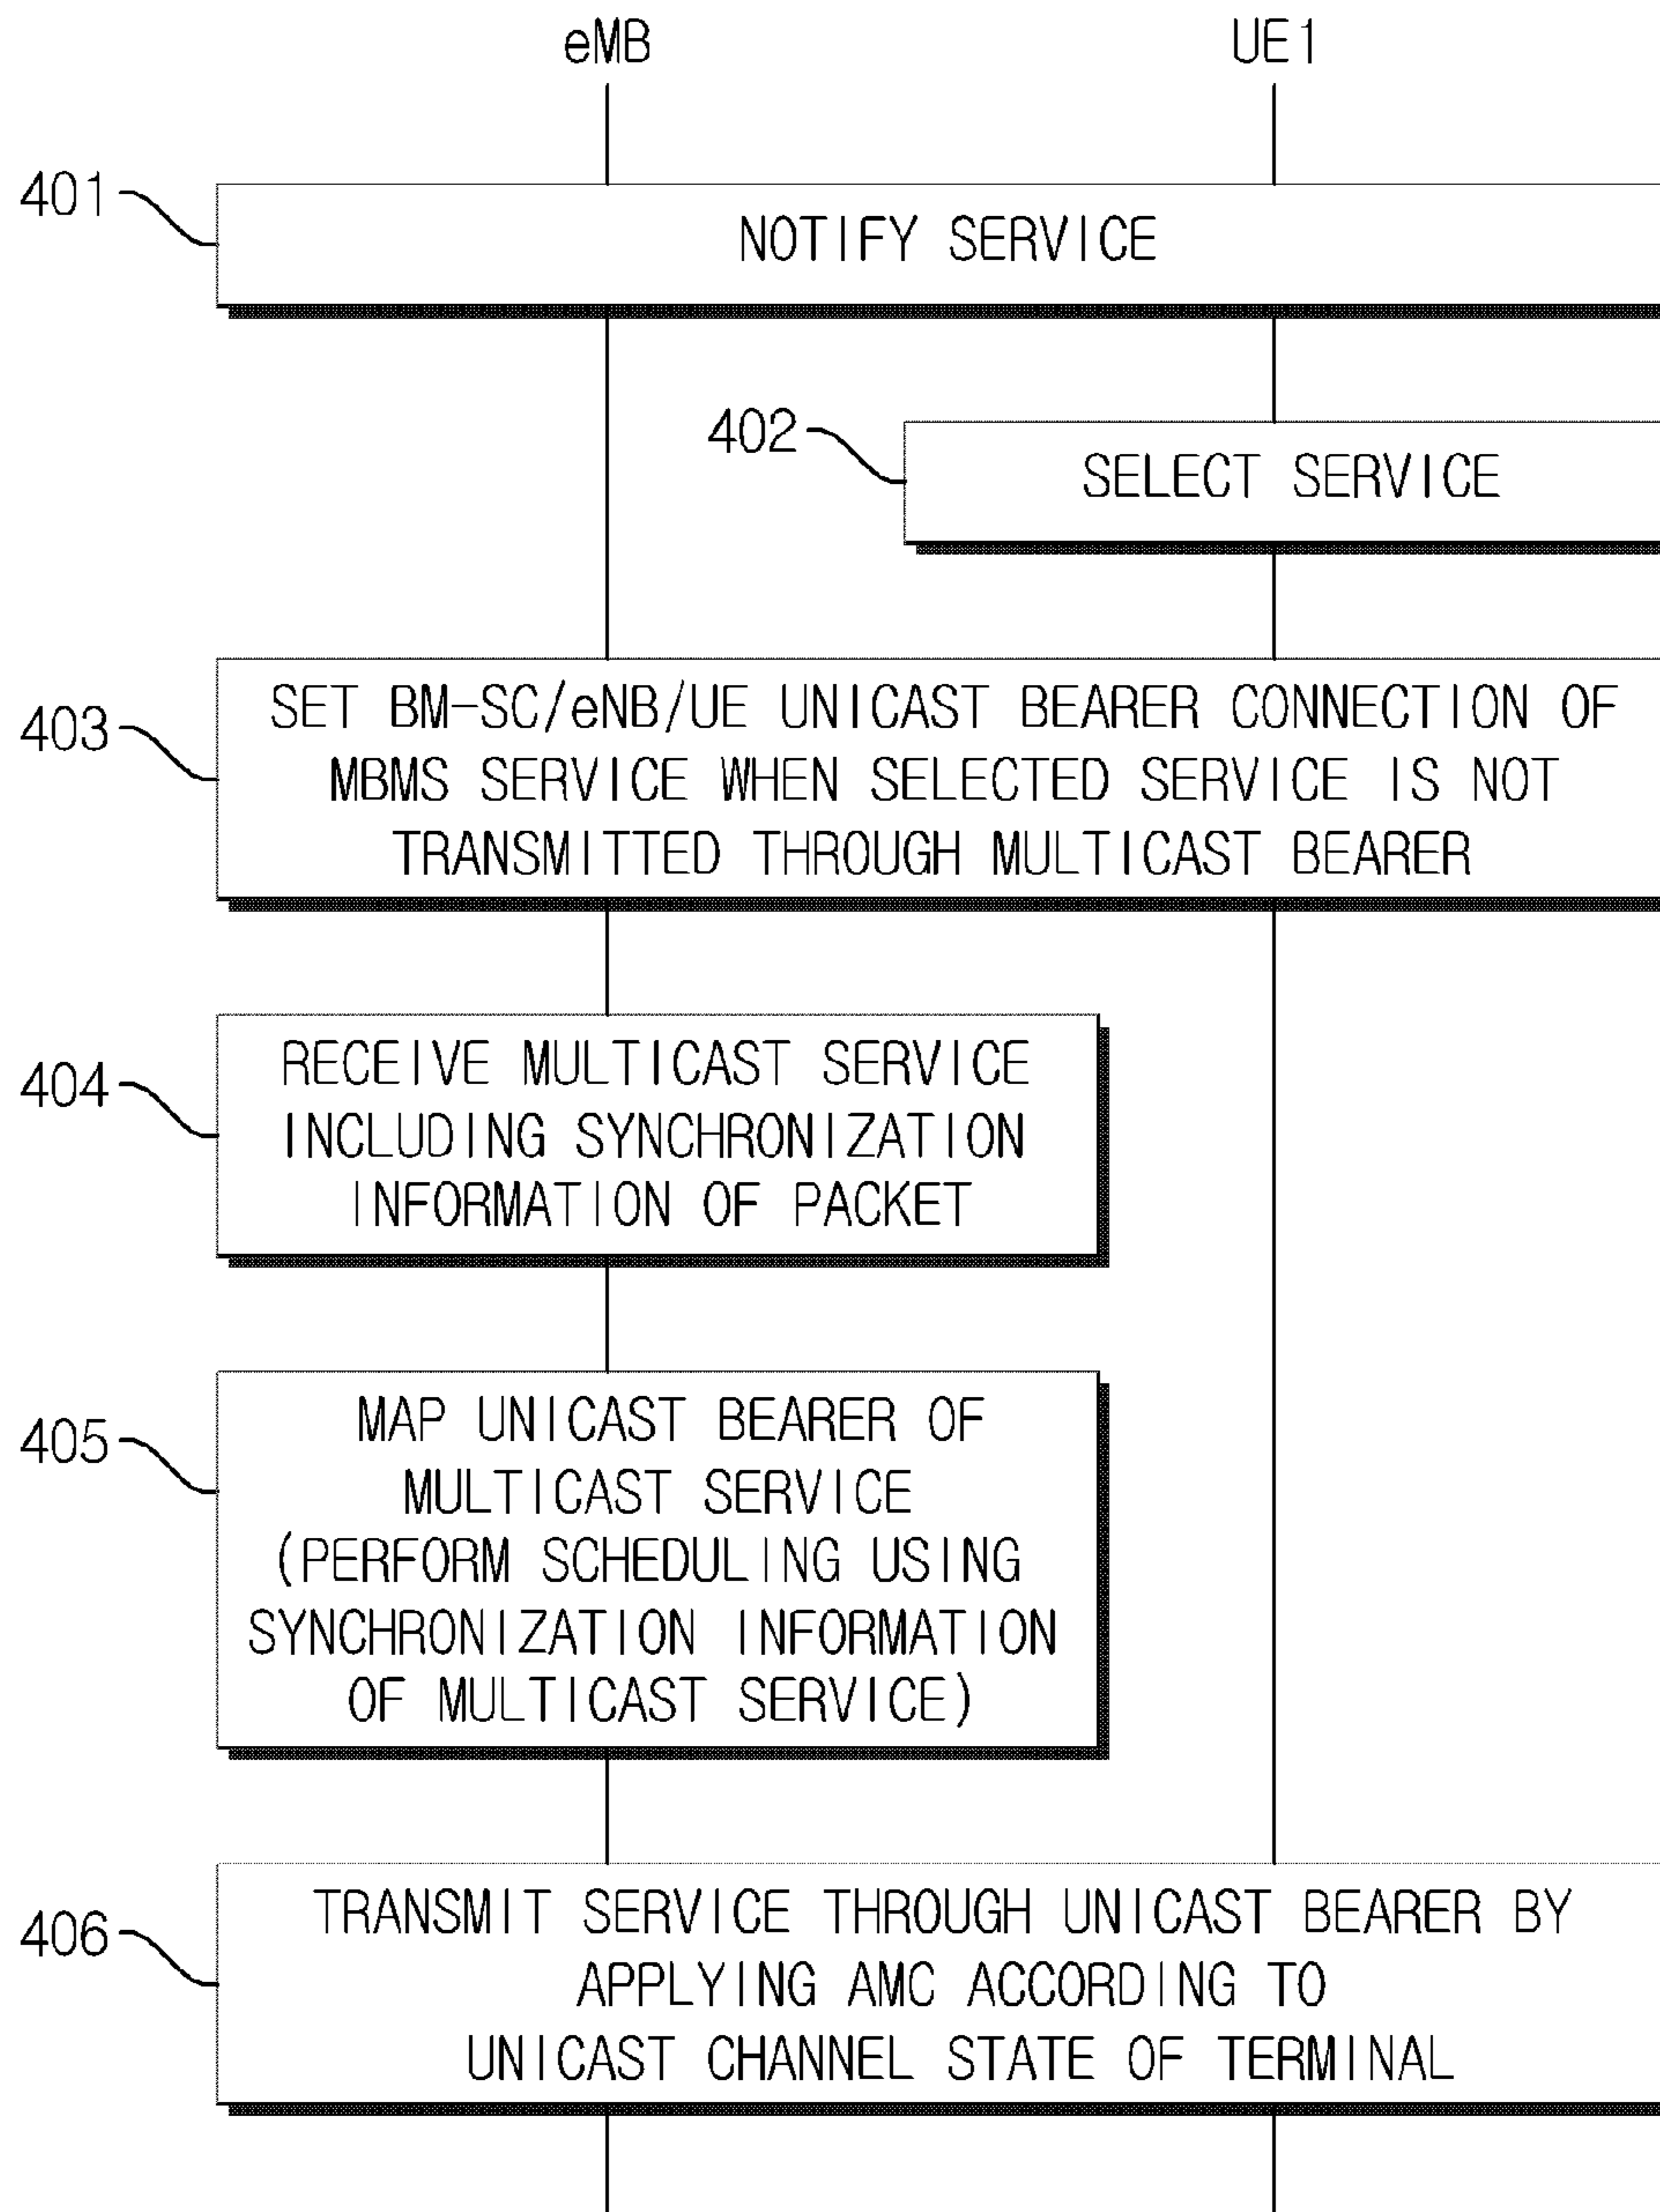 eMB
UE1
401
NOTIFY SERVICE
402
SELECT SERVICE
403
SET BM-SC/eNB/UE UNICAST BEARER CONNECTION OF
MBMS SERVICE WHEN SELECTED SERVICE IS NOT
TRANSMITTED THROUGH MULTICAST BEARER
404
RECEIVE MULTICAST SERVICE
INCLUDING SYNCHRONIZATION
INFORMATION OF PACKET
405
MAP UNICAST BEARER OF
MULTICAST SERVICE
(PERFORM SCHEDULING USING
SYNCHRONIZATION INFORMATION
OF MULTICAST SERVICE)
406
TRANSMIT SERVICE THROUGH UNICAST BEARER BY
APPLYING AMC ACCORDING TO
UNICAST CHANNEL STATE OF TERMINAL